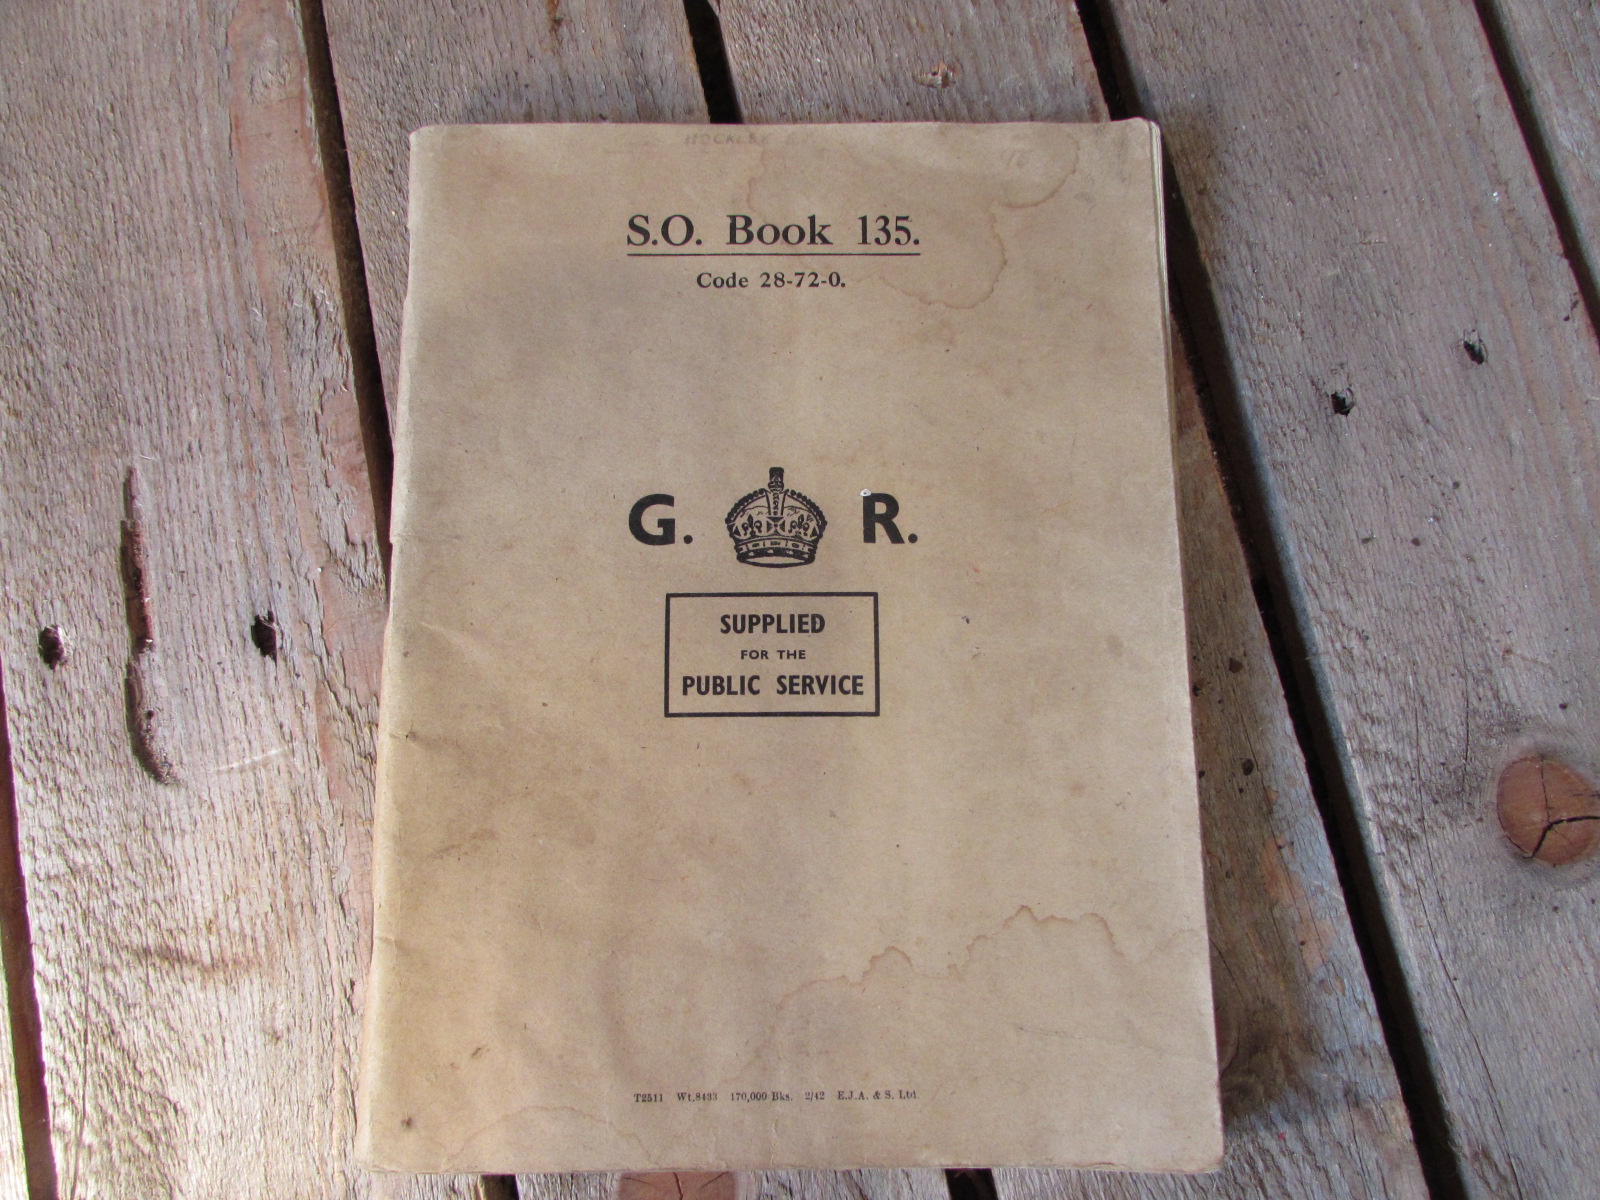 S.O. Book 135.
Code 28-72-0.
G. R.
SUPPLIED
FOR THE
PUBLIC SERVICE
T2511 Wt.8433 170,000 Bks. 2/42 E.J.A. & S. Ltd.